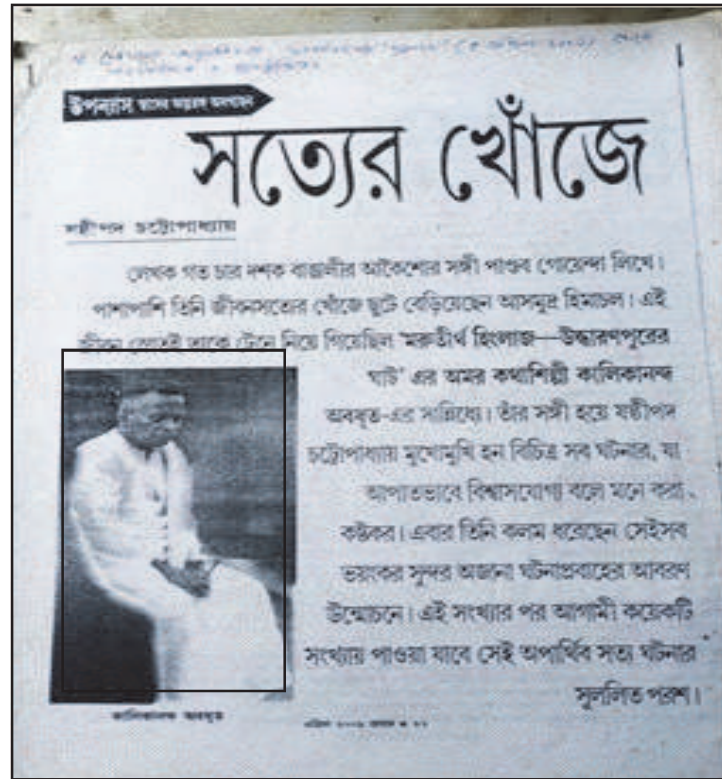 উপন্যাস
সত্যের খোঁজে
ষষ্ঠীপদ চট্টোপাধ্যায়
লেখক গত চার দশক বাঙ্গালীর আকৈশোর সঙ্গী পাণ্ডব গোয়েন্দা লিখে।
পাশাপাশি তিনি জীবনসত্যের খোঁজে ছুটে বেড়িয়েছেন আসমুদ্র হিমাচল। এই
জীবন স্রোতই তাকে টেনে নিয়ে গিয়েছিল 'মরুতীর্থ হিংলাজ—উদ্ধারণপুরের
ঘাট' এর অমর কথাশিল্পী কালিকানন্দ
অবধূত-এর সান্নিধ্যে। তাঁর সঙ্গী হয়ে ষষ্ঠীপদ
চট্টোপাধ্যায় মুখোমুখি হন বিচিত্র সব ঘটনার, যা
আপাতভাবে বিশ্বাসযোগ্য বলে মনে করা
কষ্টকর। এবার তিনি কলম ধরেছেন সেইসব
ভয়ংকর সুন্দর অজানা ঘটনাপ্রবাহের আবরণ
উন্মোচনে। এই সংখ্যার পর আগামী কয়েকটি
সংখ্যায় পাওয়া যাবে সেই অপার্থিব সত্য ঘটনার
সুললিত পরশ।
কালিকানন্দ অবধূত